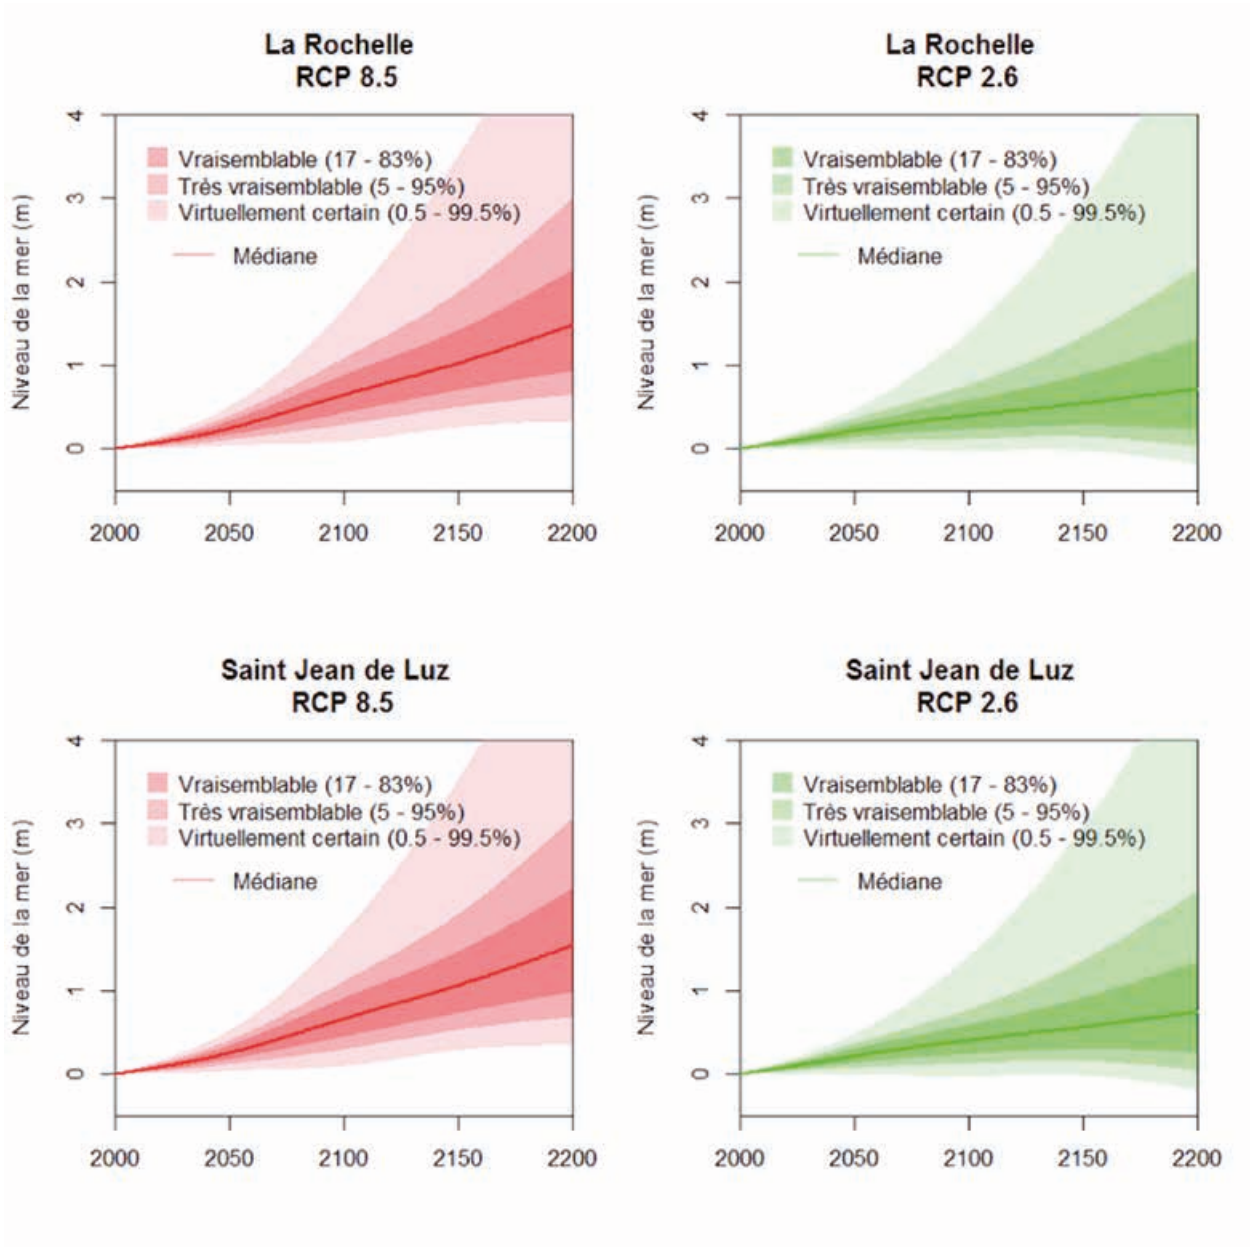 La Rochelle
RCP 8.5
Niveau de la mer (m)
4
3
2
1
0
Vraisemblable (17 - 83%)
Très vraisemblable (5 - 95%)
Virtuellement certain (0.5 - 99.5%)
Médiane
2000 2050 2100 2150 2200
La Rochelle
RCP 2.6
Niveau de la mer (m)
4
3
2
1
0
Vraisemblable (17 - 83%)
Très vraisemblable (5 - 95%)
Virtuellement certain (0.5 - 99.5%)
Médiane
2000 2050 2100 2150 2200
Saint Jean de Luz
RCP 8.5
Niveau de la mer (m)
4
3
2
1
0
Vraisemblable (17 - 83%)
Très vraisemblable (5 - 95%)
Virtuellement certain (0.5 - 99.5%)
Médiane
2000 2050 2100 2150 2200
Saint Jean de Luz
RCP 2.6
Niveau de la mer (m)
4
3
2
1
0
Vraisemblable (17 - 83%)
Très vraisemblable (5 - 95%)
Virtuellement certain (0.5 - 99.5%)
Médiane
2000 2050 2100 2150 2200